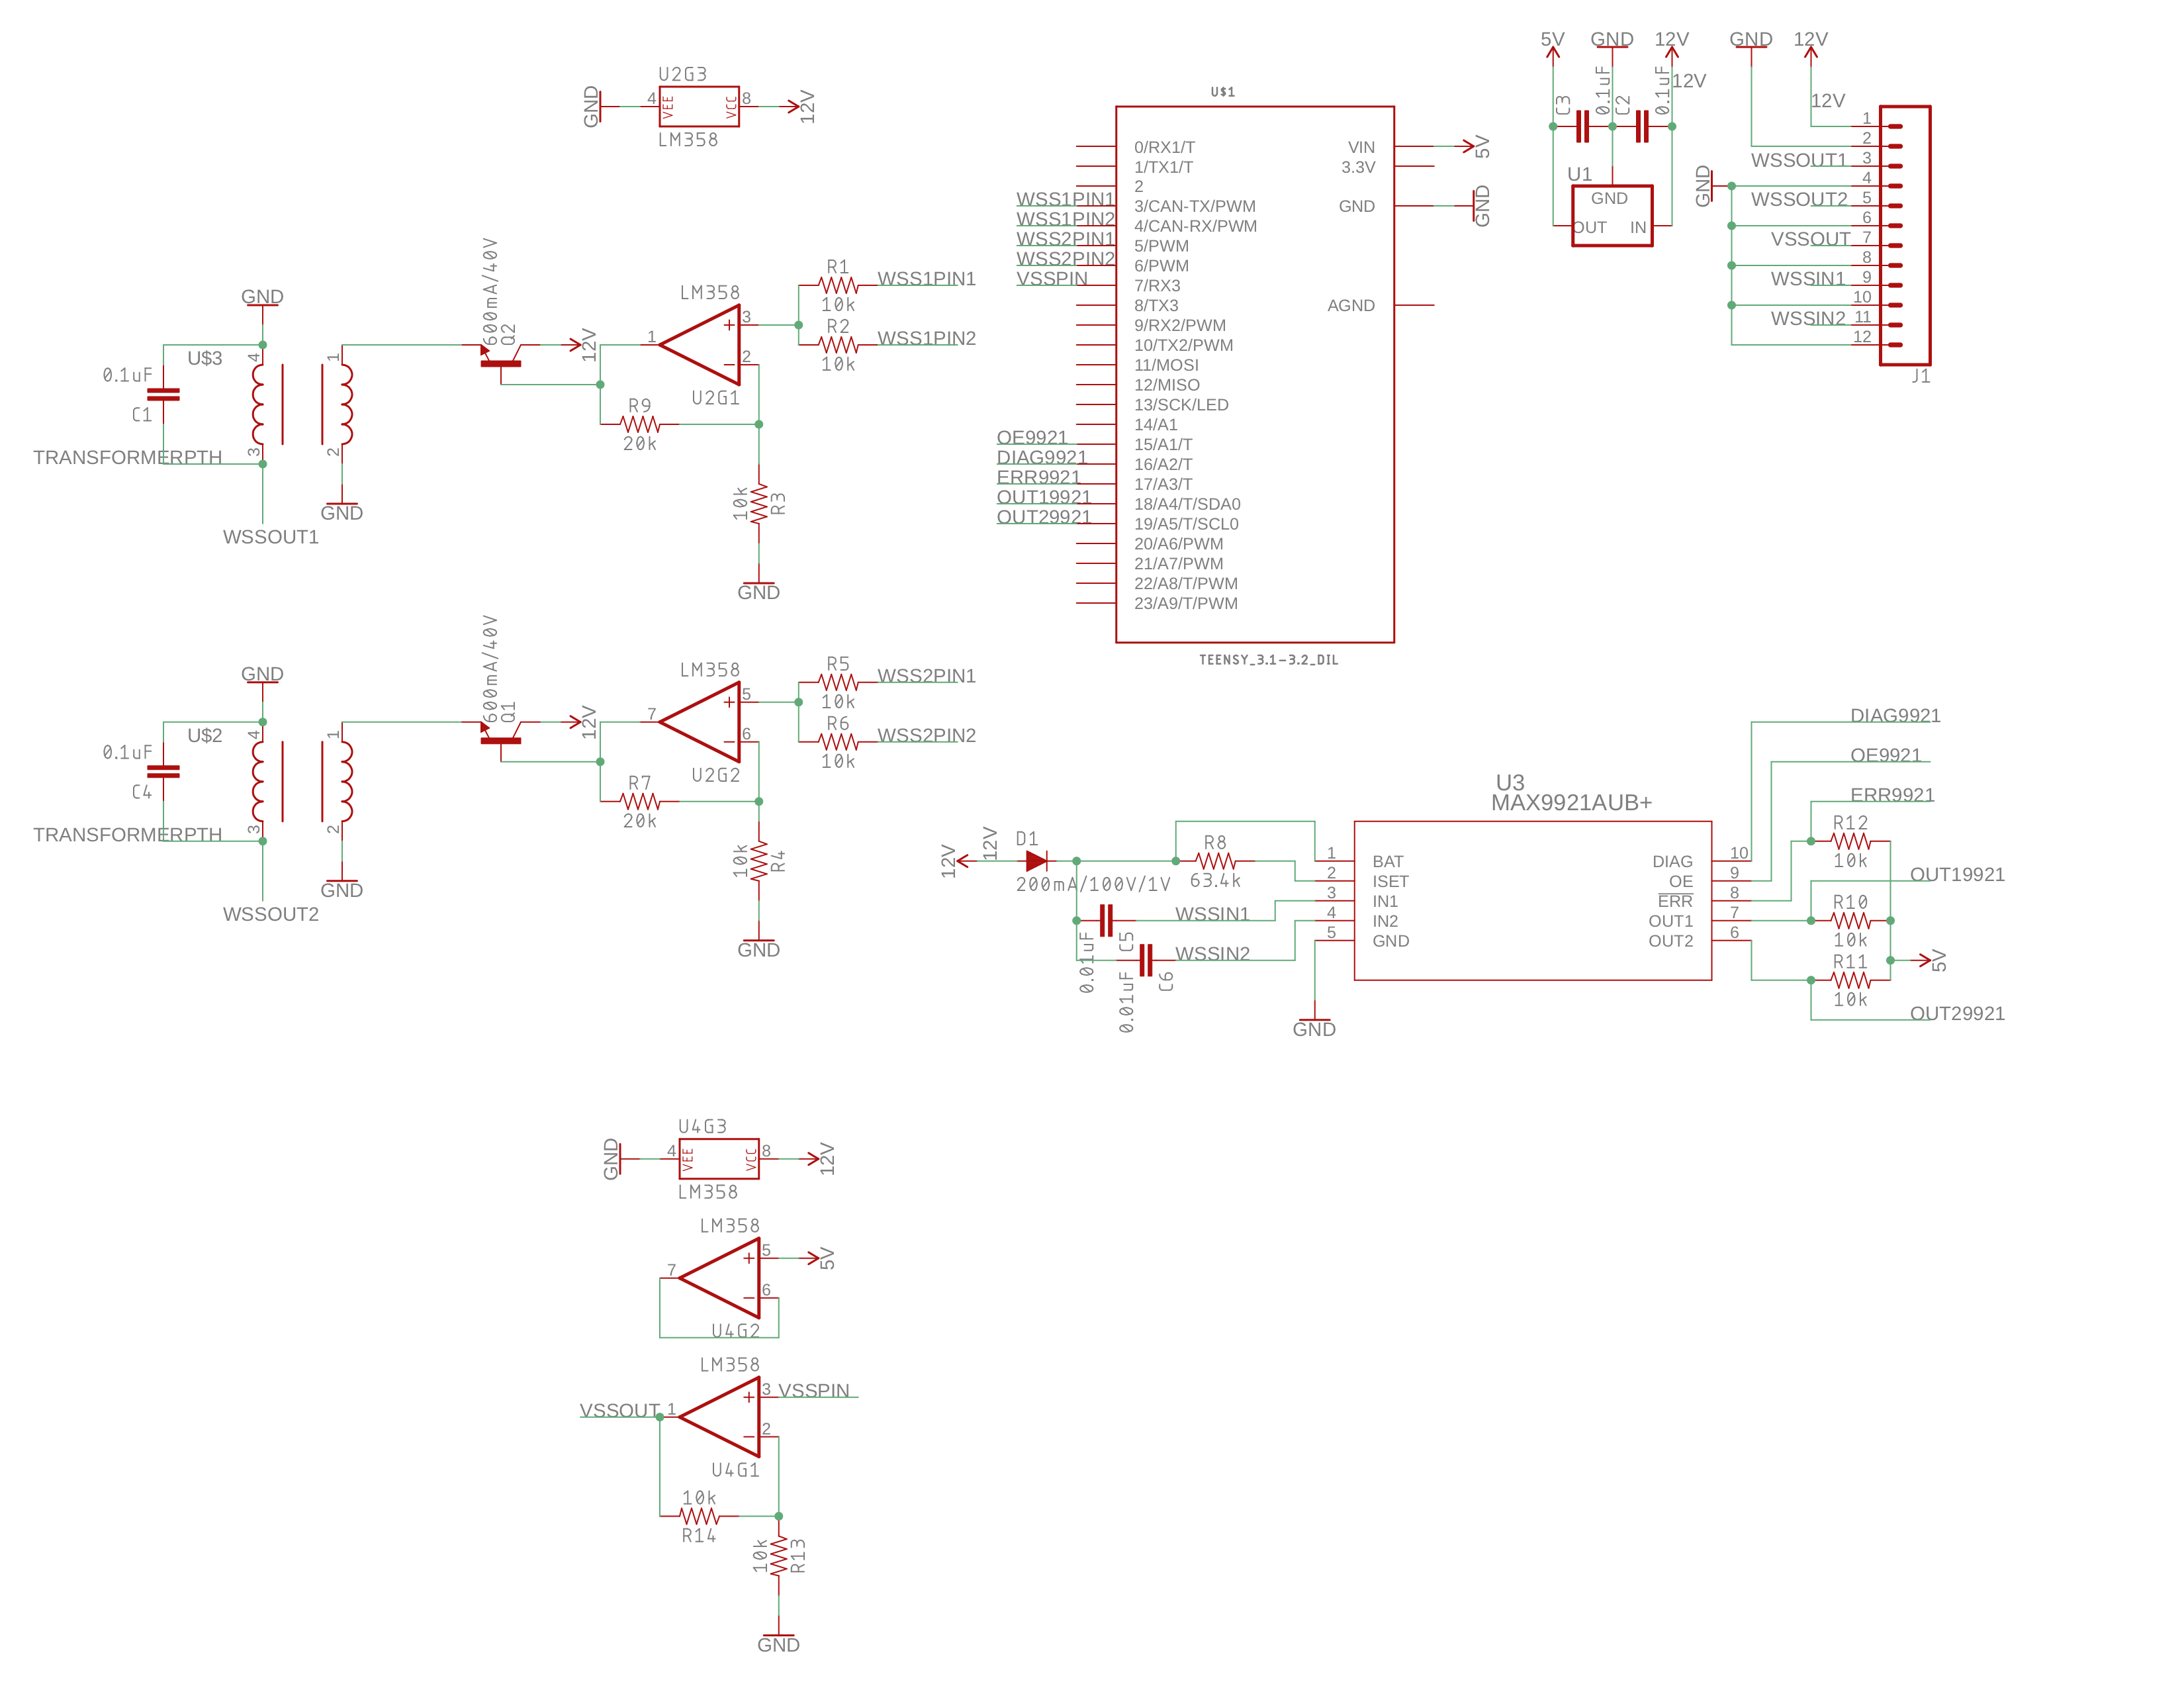 U2G3
GND
4
VEE
VCC
8
12V
LM358
GND
U$3
4
1
0.1uF
C1
3
2
TRANSFORMERPTH
WSSOUT1
GND
600mA/40V
Q2
12V
LM358
1
3
2
U2G1
R1
10k
WSS1PIN1
R2
10k
WSS1PIN2
R9
20k
10k
R3
GND
GND
U$2
4
1
0.1uF
C4
3
2
TRANSFORMERPTH
WSSOUT2
GND
600mA/40V
Q1
12V
LM358
7
5
6
U2G2
R5
10k
WSS2PIN1
R6
10k
WSS2PIN2
R7
20k
10k
R4
GND
U$1
0/RX1/T
1/TX1/T
2
WSS1PIN1
3/CAN-TX/PWM
WSS1PIN2
4/CAN-RX/PWM
WSS2PIN1
5/PWM
WSS2PIN2
6/PWM
VSSPIN
7/RX3
8/TX3
9/RX2/PWM
10/TX2/PWM
11/MOSI
12/MISO
13/SCK/LED
14/A1
OE9921
15/A1/T
DIAG9921
16/A2/T
ERR9921
17/A3/T
OUT19921
18/A4/T/SDA0
OUT29921
19/A5/T/SCL0
20/A6/PWM
21/A7/PWM
22/A8/T/PWM
23/A9/T/PWM
VIN
5V
3.3V
GND
GND
AGND
TEENSY_3.1-3.2_DIL
5V
GND
12V
C3
0.1uF
C2
0.1uF
12V
U1
GND
OUT
IN
GND
12V
12V
1
2
WSSOUT1
3
GND
4
WSSOUT2
5
6
VSSOUT
7
8
WSSIN1
9
10
WSSIN2
11
12
J1
12V
12V
D1
200mA/100V/1V
R8
63.4k
WSSIN1
0.01uF
C5
WSSIN2
0.01uF
C6
U3
MAX9921AUB+
1
BAT
2
ISET
3
IN1
4
IN2
5
GND
GND
DIAG
10
OE
9
ERR
8
OUT1
7
OUT2
6
DIAG9921
OE9921
ERR9921
R12
10k
OUT19921
R10
10k
R11
10k
5V
OUT29921
U4G3
GND
4
VEE
VCC
8
12V
LM358
LM358
7
5
6
5V
U4G2
LM358
VSSOUT
1
3
VSSPIN
2
U4G1
10k
R14
10k
R13
GND